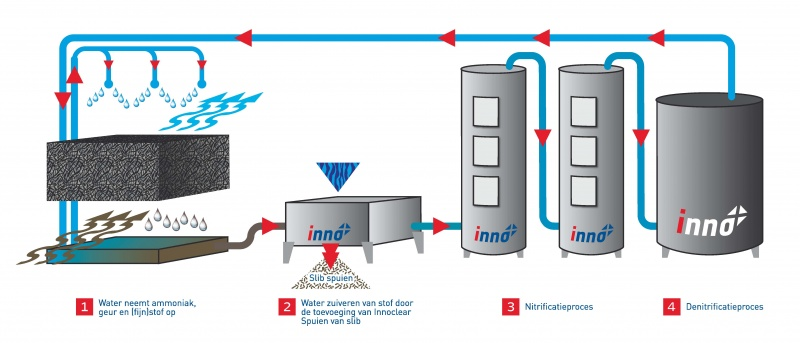 inno+
inno+
inno+
inno+
Slib spuien
1 Water neemt ammoniak,
geur en (fijn)stof op
2 Water zuiveren van stof door
de toevoeging van Innoclear
Spuien van slib
3 Nitrificatieproces
4 Denitrificatieproces